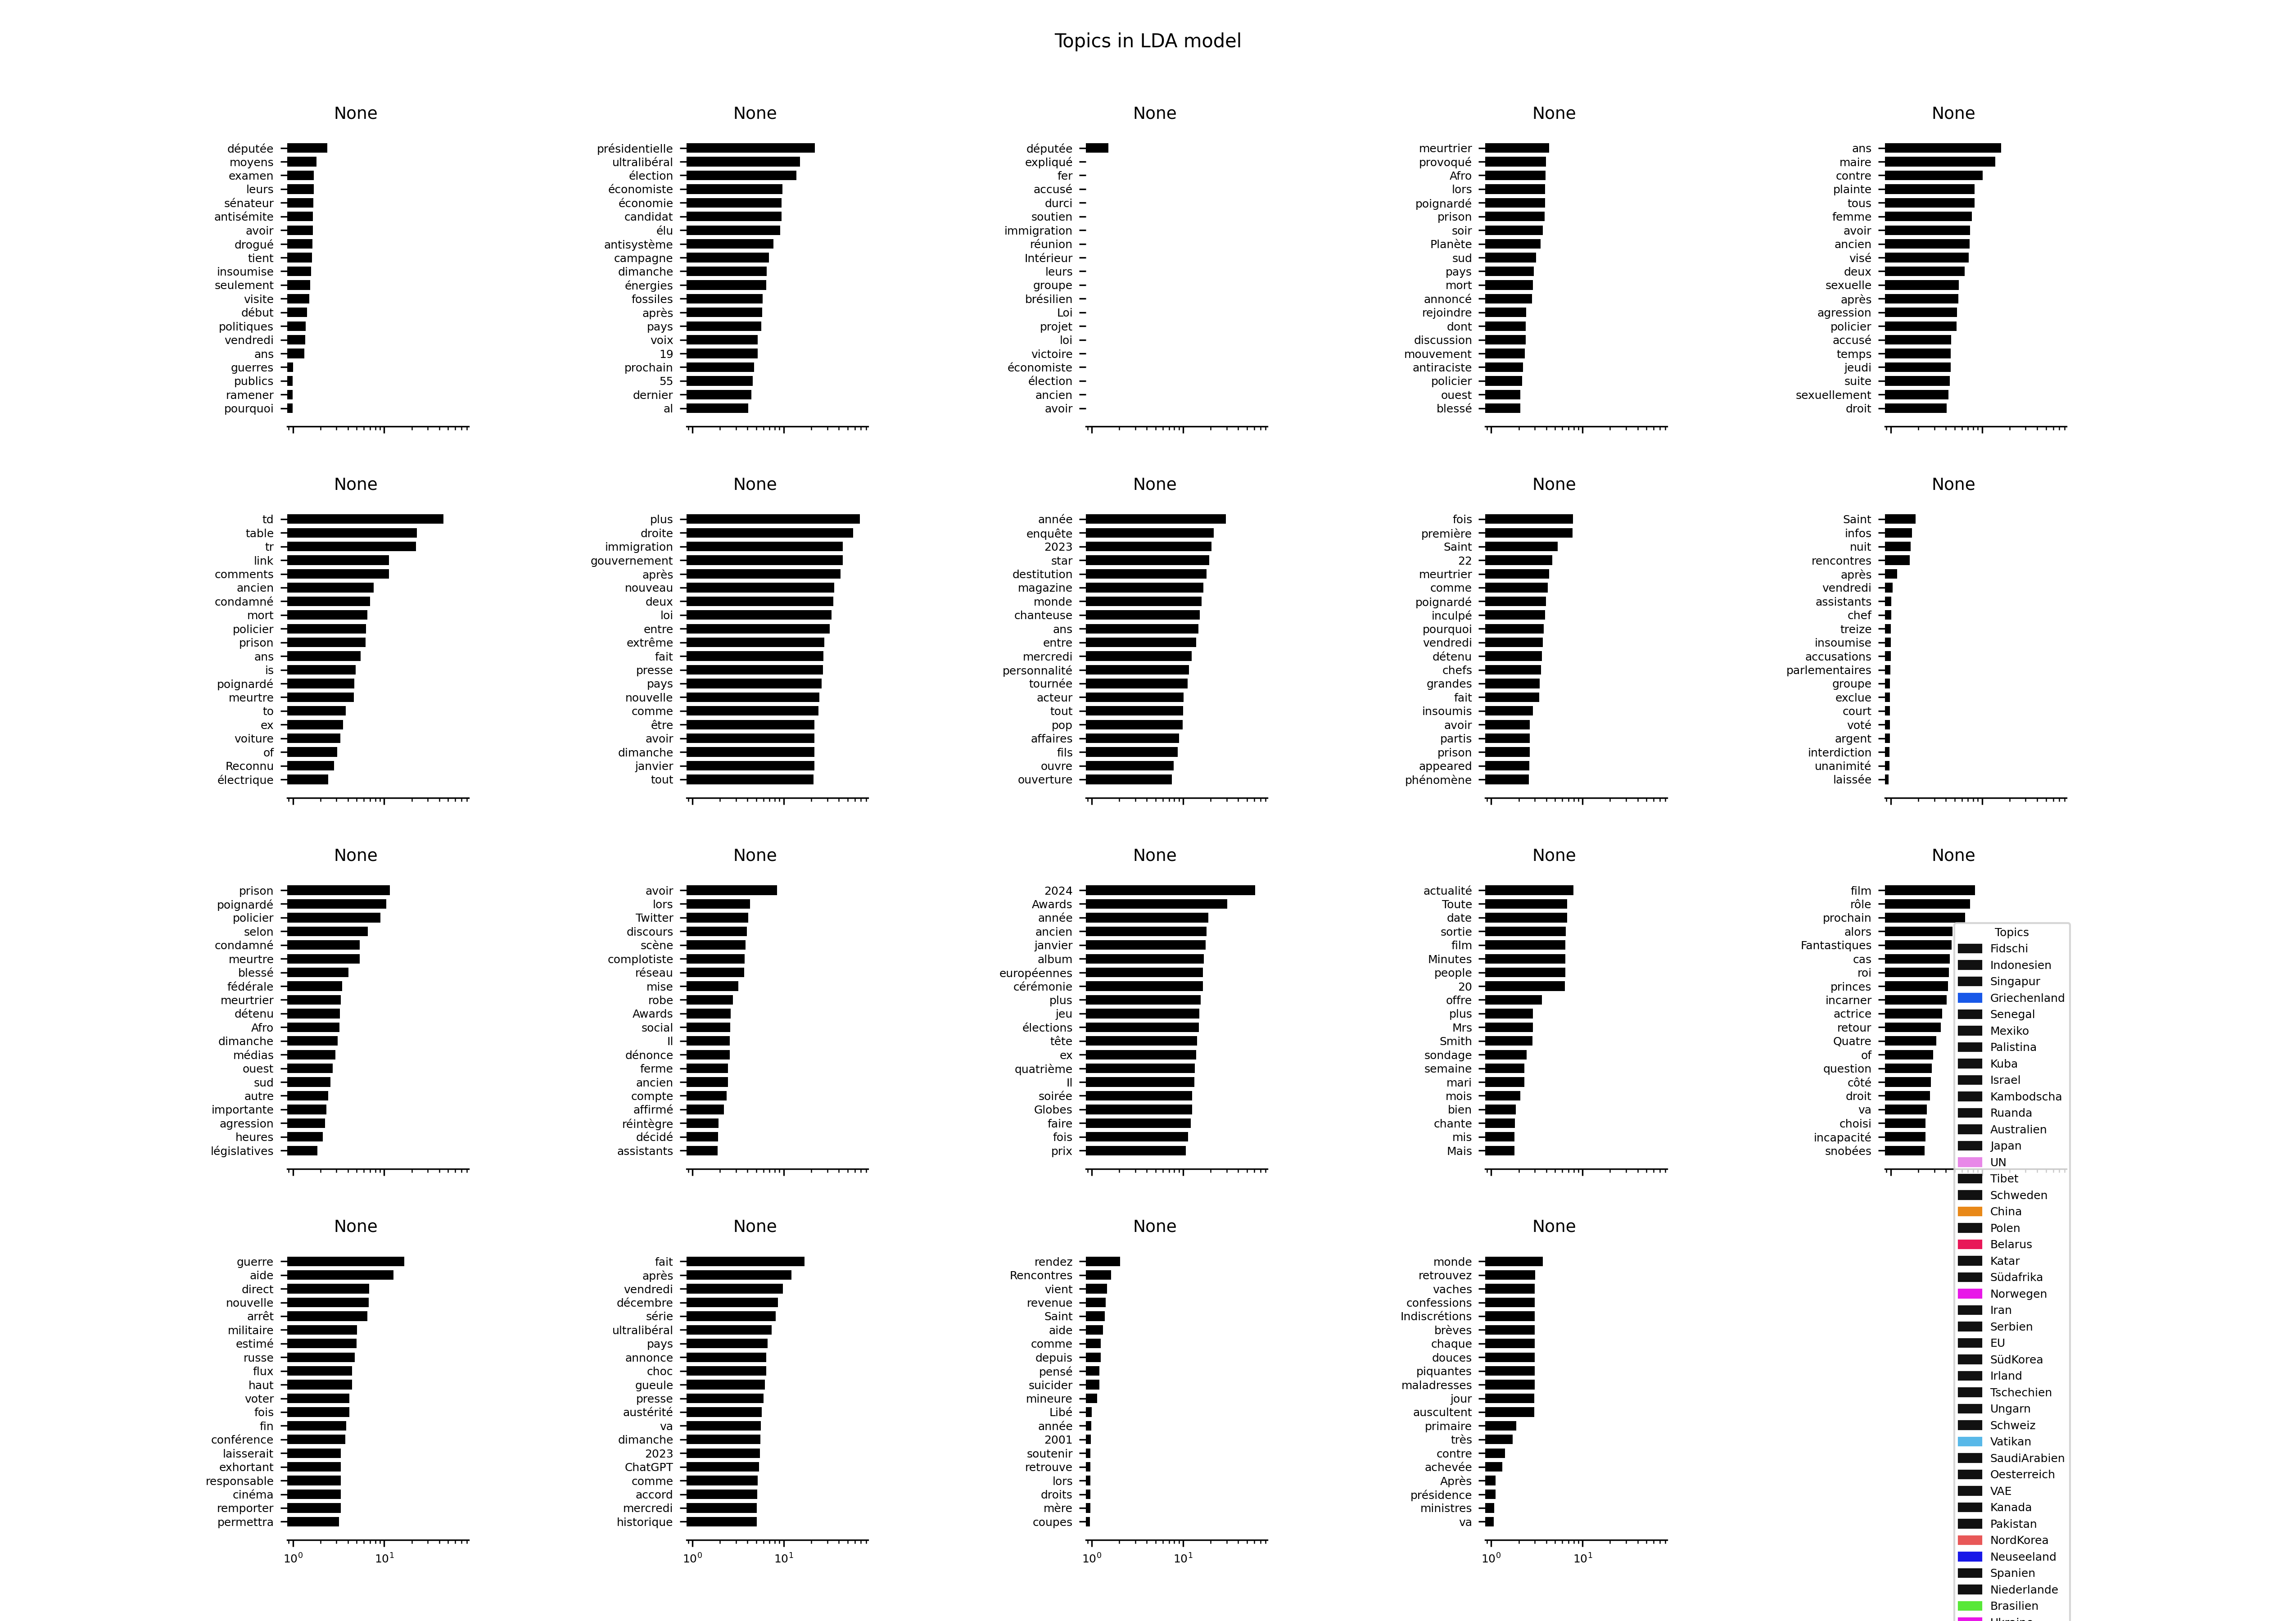 Topics in LDA model
None
députée
moyens
examen
leurs
sénateur
antisémite
avoir
drogué
tient
insoumise
seulement
visite
début
politiques
vendredi
ans
guerres
publics
ramener
pourquoi
None
présidentielle
ultralibéral
élection
économiste
économie
candidat
élu
antisystème
campagne
dimanche
énergies
fossiles
après
pays
voix
19
prochain
55
dernier
al
None
députée
expliqué
fer
accusé
durci
soutien
immigration
réunion
Intérieur
leurs
groupe
brésilien
Loi
projet
loi
victoire
économiste
élection
ancien
avoir
None
meurtrier
provoqué
Afro
lors
poignardé
prison
soir
Planète
sud
pays
mort
annoncé
rejoindre
dont
discussion
mouvement
antiraciste
policier
ouest
blessé
None
ans
maire
contre
plainte
tous
femme
avoir
ancien
visé
deux
sexuelle
après
agression
policier
accusé
temps
jeudi
suite
sexuellement
droit
None
td
table
tr
link
comments
ancien
condamné
mort
policier
prison
ans
is
poignardé
meurtre
to
ex
voiture
of
Reconnu
électrique
None
plus
droite
immigration
gouvernement
après
nouveau
deux
loi
entre
extrême
fait
presse
pays
nouvelle
comme
être
avoir
dimanche
janvier
tout
None
année
enquête
2023
star
destitution
magazine
monde
chanteuse
ans
entre
mercredi
personnalité
tournée
acteur
tout
pop
affaires
fils
ouvre
ouverture
None
fois
première
Saint
22
meurtrier
comme
poignardé
inculpé
pourquoi
vendredi
détenu
chefs
grandes
fait
insoumis
avoir
partis
prison
appeared
phénomène
None
Saint
infos
nuit
rencontres
après
vendredi
assistants
chef
treize
insoumise
accusations
parlementaires
groupe
exclue
court
voté
argent
interdiction
unanimité
laissée
None
prison
poignardé
policier
selon
condamné
meurtre
blessé
fédérale
meurtrier
détenu
Afro
dimanche
médias
ouest
sud
autre
importante
agression
heures
législatives
None
avoir
lors
Twitter
discours
scène
complotiste
réseau
mise
robe
Awards
social
Il
dénonce
ferme
ancien
compte
affirmé
réintègre
décidé
assistants
None
2024
Awards
année
ancien
janvier
album
européennes
cérémonie
plus
jeu
élections
tête
ex
quatrième
Il
soirée
Globes
faire
fois
prix
None
actualité
Toute
date
sortie
film
Minutes
people
20
offre
plus
Mrs
Smith
sondage
semaine
mari
mois
bien
chante
mis
Mais
None
film
rôle
prochain
alors
Fantastiques
cas
roi
princes
incarner
actrice
retour
Quatre
of
question
côté
droit
va
choisi
incapacité
snobées
Topics
Fidschi
Indonesien
Singapur
Griechenland
Senegal
Mexiko
Palistina
Kuba
Israel
Kambodscha
Ruanda
Australien
Japan
UN
Tibet
Schweden
China
Polen
Belarus
Katar
Südafrika
Norwegen
Iran
Serbien
EU
SüdKorea
Irland
Tschechien
Ungarn
Schweiz
Vatikan
SaudiArabien
Oesterreich
VAE
Kanada
Pakistan
NordKorea
Neuseeland
Spanien
Niederlande
Brasilien
None
guerre
aide
direct
nouvelle
arrêt
militaire
estimé
russe
flux
haut
voter
fois
fin
conférence
laisserait
exhortant
responsable
cinéma
remporter
permettra
10⁰ 10¹
None
fait
après
vendredi
décembre
série
ultralibéral
pays
annonce
choc
gueule
presse
austérité
va
dimanche
2023
ChatGPT
comme
accord
mercredi
historique
10⁰ 10¹
None
rendez
Rencontres
vient
revenue
Saint
aide
comme
depuis
pensé
suicider
mineure
Libé
année
2001
soutenir
retrouve
lors
droits
mère
coupes
10⁰ 10¹
None
monde
retrouvez
vaches
confessions
Indiscrétions
brèves
chaque
douces
piquantes
maladresses
jour
auscultent
primaire
très
contre
achevée
Après
présidence
ministres
va
10⁰ 10¹